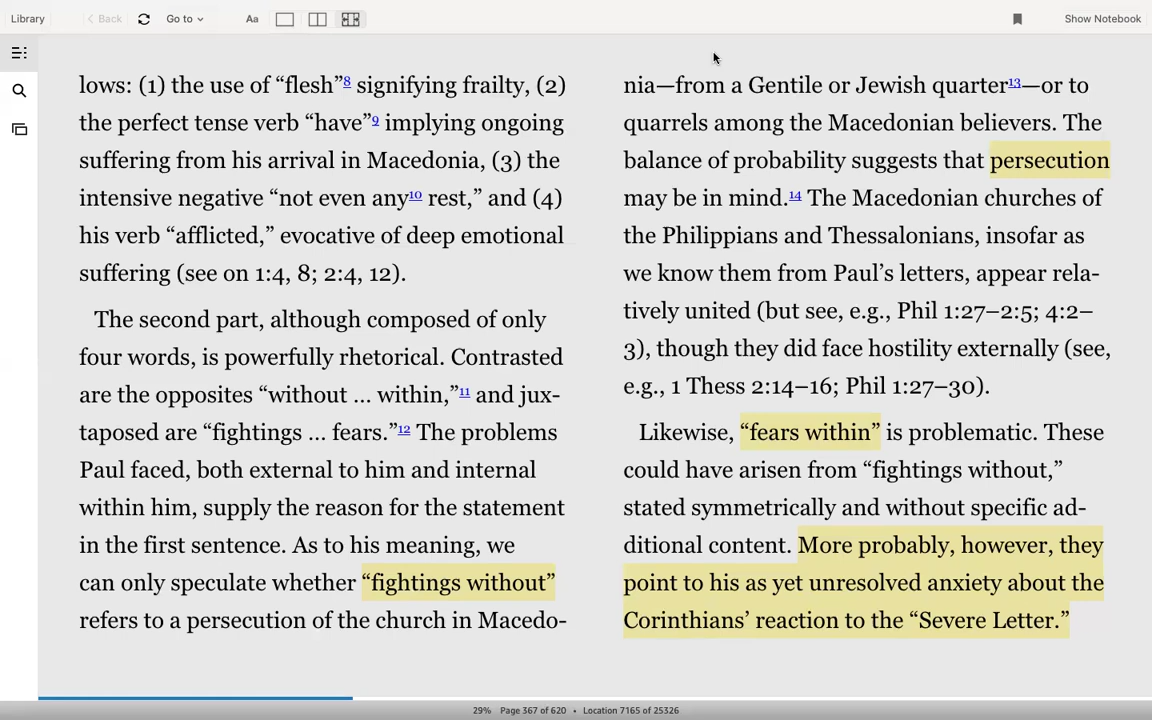 Library
Back
Go to
Aa
Show Notebook
lows: (1) the use of “flesh”8 signifying frailty, (2)
the perfect tense verb “have”9 implying ongoing
suffering from his arrival in Macedonia, (3) the
intensive negative “not even any10 rest,” and (4)
his verb “afflicted,” evocative of deep emotional
suffering (see on 1:4, 8; 2:4, 12).
The second part, although composed of only
four words, is powerfully rhetorical. Contrasted
are the opposites “without ... within,”11 and jux-
taposed are “fightings ... fears.”12 The problems
Paul faced, both external to him and internal
within him, supply the reason for the statement
in the first sentence. As to his meaning, we
can only speculate whether “fightings without”
refers to a persecution of the church in Macedo-
nia—from a Gentile or Jewish quarter13—or to
quarrels among the Macedonian believers. The
balance of probability suggests that persecution
may be in mind.14 The Macedonian churches of
the Philippians and Thessalonians, insofar as
we know them from Paul’s letters, appear rela-
tively united (but see, e.g., Phil 1:27–2:5; 4:2–
3), though they did face hostility externally (see,
e.g., 1 Thess 2:14–16; Phil 1:27–30).
Likewise, “fears within” is problematic. These
could have arisen from “fightings without,”
stated symmetrically and without specific ad-
ditional content. More probably, however, they
point to his as yet unresolved anxiety about the
Corinthians’ reaction to the “Severe Letter.”
29% Page 367 of 620 • Location 7165 of 25326